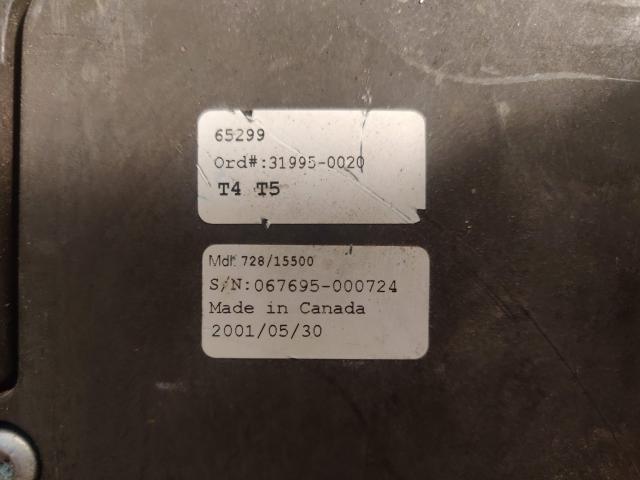 65299
Ord#:31995-0020
T4 T5
Mdl: 728/15500
S/N:067695-000724
Made in Canada
2001/05/30